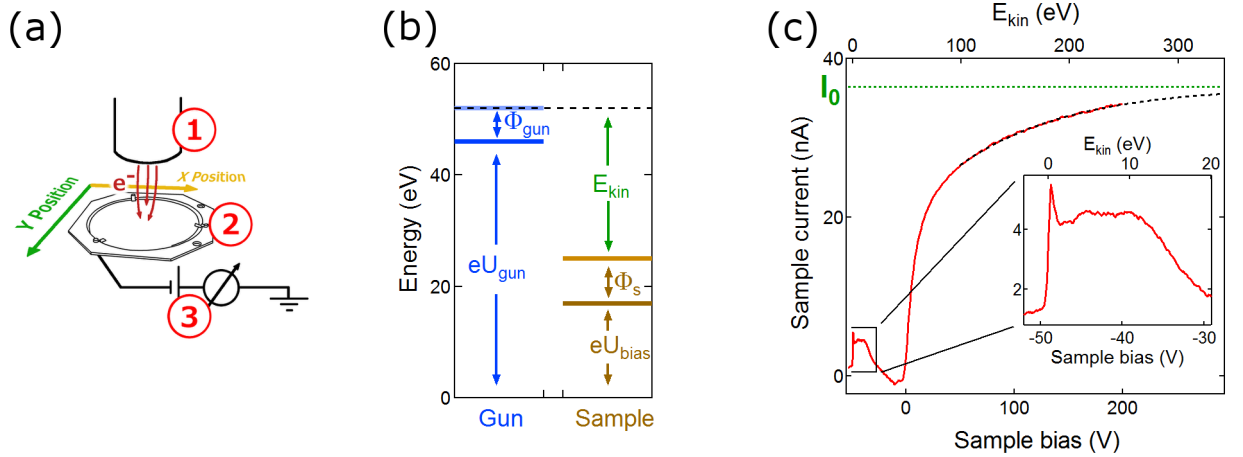 (a)
1
e-
X Position
Y Position
2
3
(b)
60
40
20
0
Energy (eV)
Φgun
eUgun
Ekin
Φs
eUbias
Gun
Sample
(c)
Ekin (eV)
0
100
200
300
40
20
0
I0
Sample current (nA)
Ekin (eV)
0
10
20
4
2
-50
-40
-30
Sample bias (V)
0
100
200
Sample bias (V)